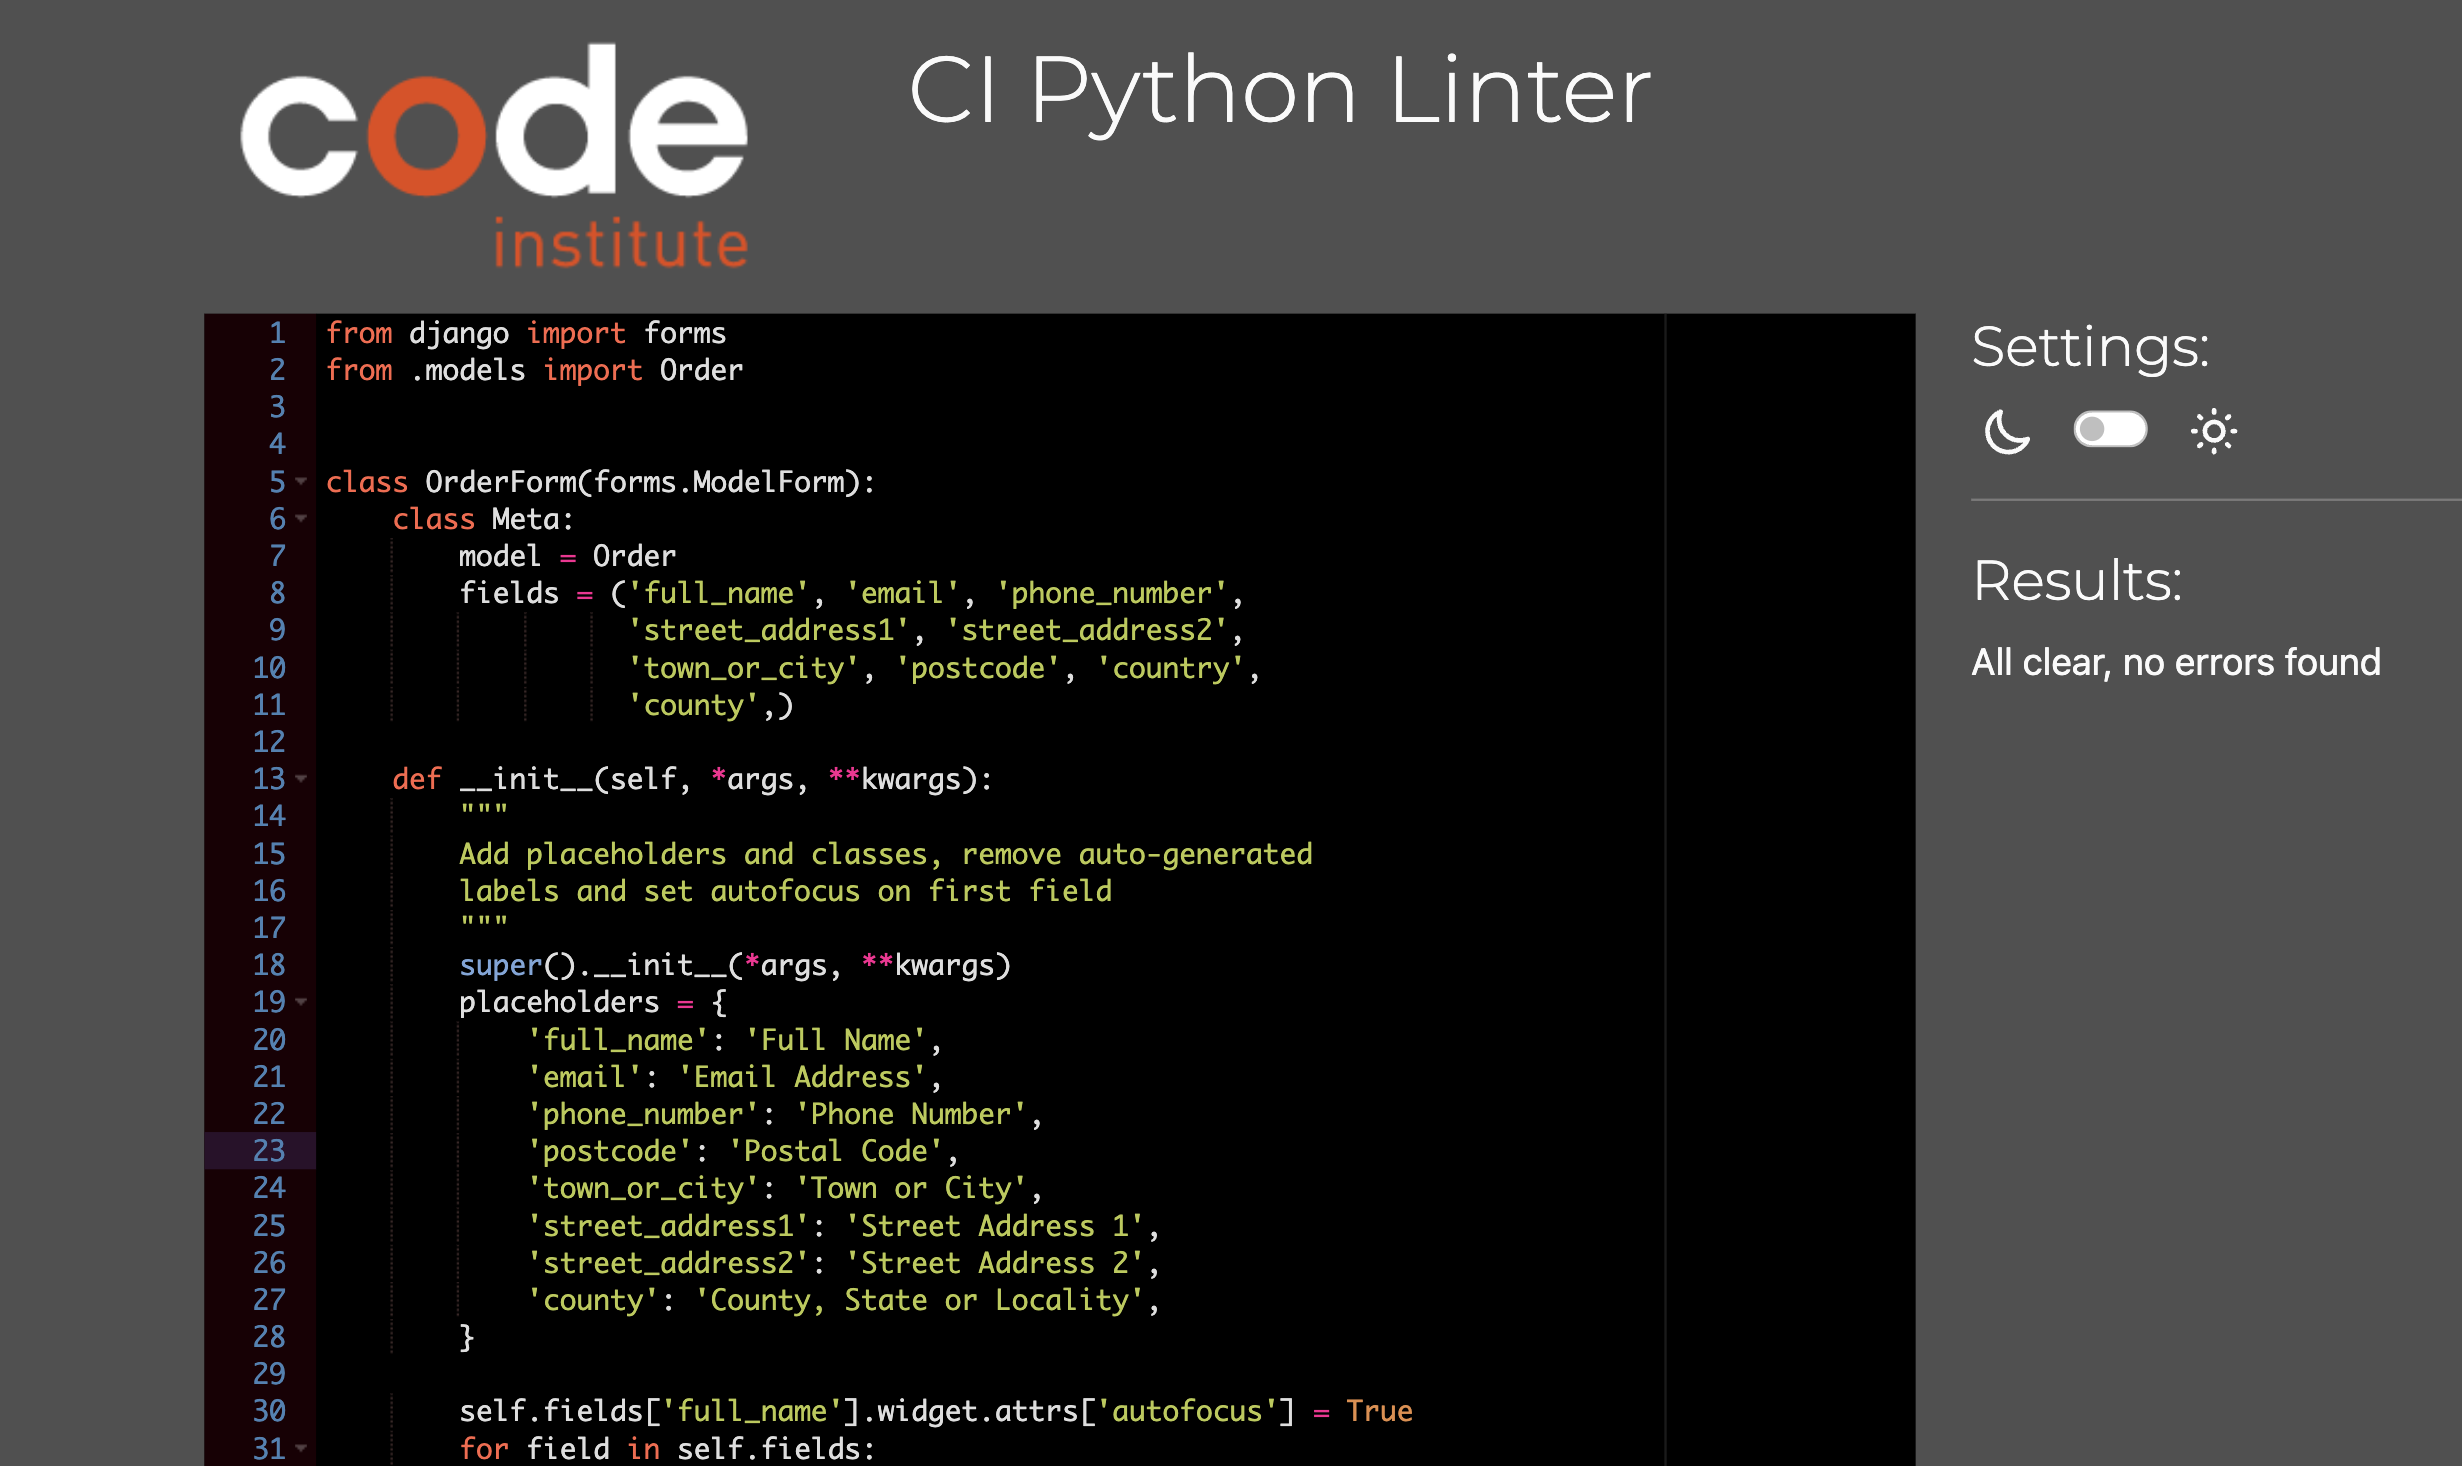 code
institute
CI Python Linter
1 from django import forms
2 from .models import Order
3
4
5 class OrderForm(forms.ModelForm):
6     class Meta:
7         model = Order
8         fields = ('full_name', 'email', 'phone_number',
9                   'street_address1', 'street_address2',
10                   'town_or_city', 'postcode', 'country',
11                   'county',)
12
13     def __init__(self, *args, **kwargs):
14         """
15         Add placeholders and classes, remove auto-generated
16         labels and set autofocus on first field
17         """
18         super().__init__(*args, **kwargs)
19         placeholders = {
20             'full_name': 'Full Name',
21             'email': 'Email Address',
22             'phone_number': 'Phone Number',
23             'postcode': 'Postal Code',
24             'town_or_city': 'Town or City',
25             'street_address1': 'Street Address 1',
26             'street_address2': 'Street Address 2',
27             'county': 'County, State or Locality',
28         }
29
30         self.fields['full_name'].widget.attrs['autofocus'] = True
31         for field in self.fields:
Settings:
Results:
All clear, no errors found